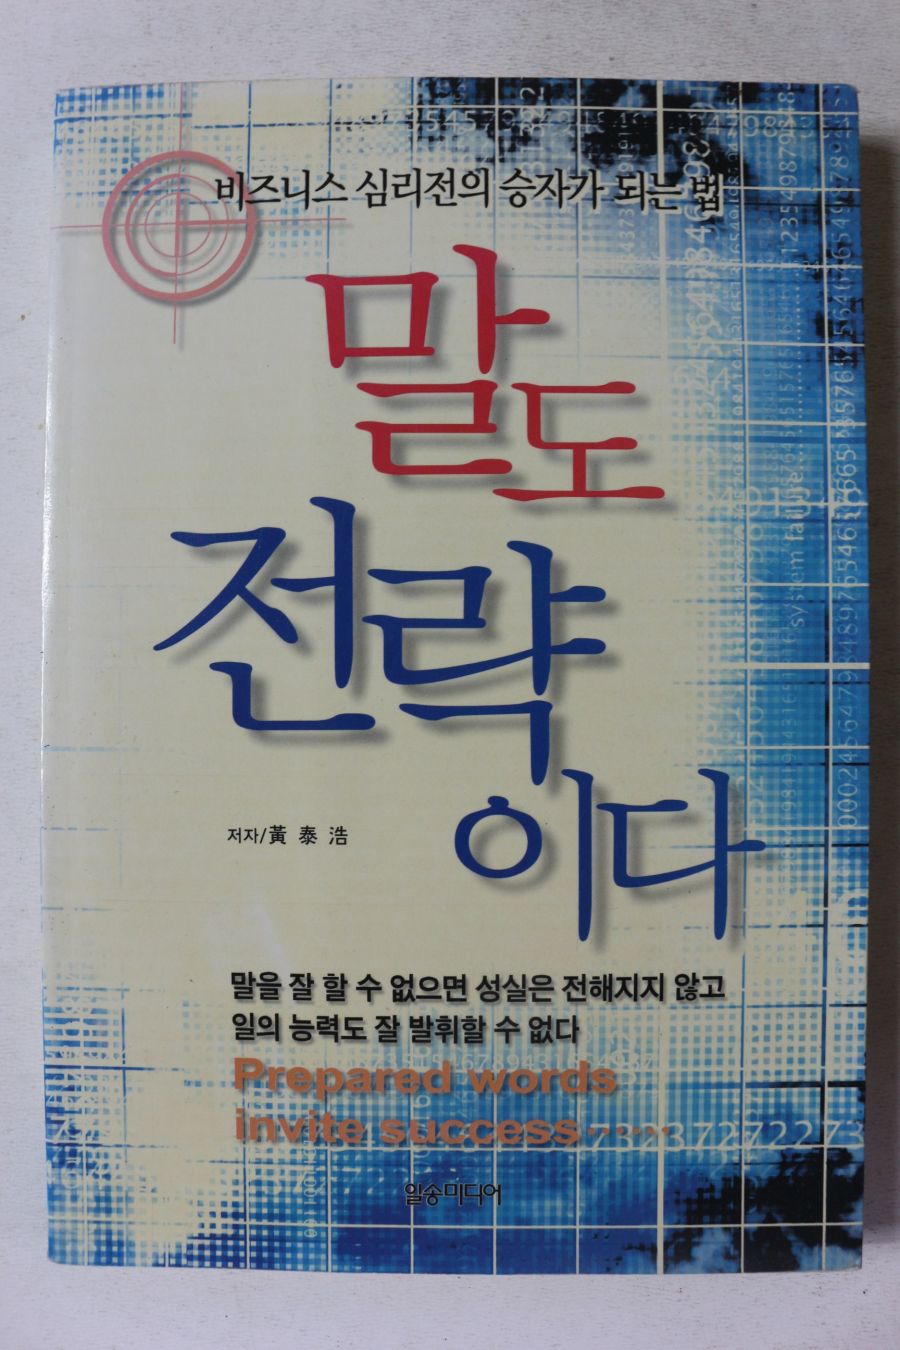 비즈니스 심리전의 승자가 되는 법
말도
전략
이다
저자/黃泰浩
말을 잘 할 수 없으면 성실은 전해지지 않고
일의 능력도 잘 발휘할 수 없다
Prepared words
invite success
일송미디어
system failure